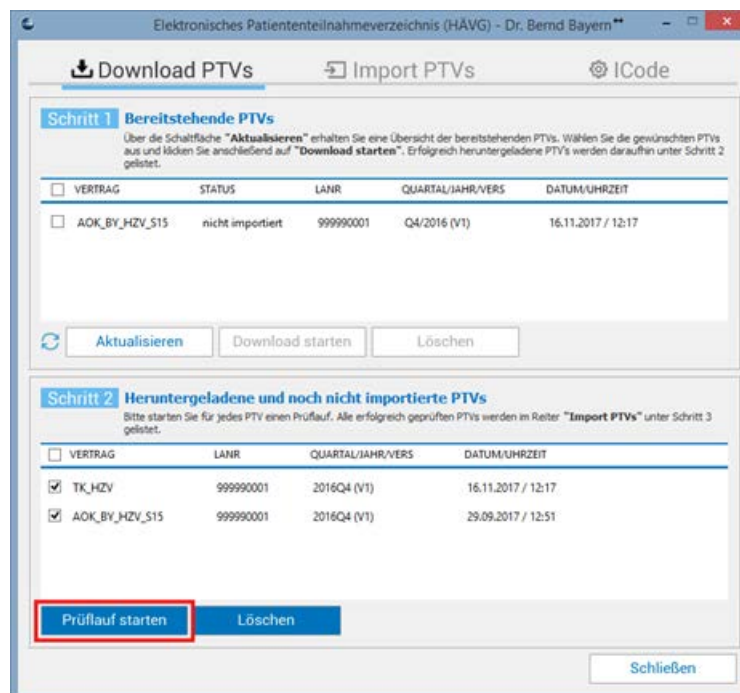 Elektronisches Patiententeilnahmeverzeichnis (HÄVG) - Dr. Bernd Bayern **
Download PTVs Import PTVs ICode
Schritt 1 Bereitstehende PTVs
Über die Schaltfläche "Aktualisieren" erhalten Sie eine Übersicht der bereitstehenden PTVs. Wählen Sie die gewünschten PTVs
aus und klicken Sie anschließend auf "Download starten". Erfolgreich heruntergeladene PTV's werden daraufhin unter Schritt 2
gelistet.
VERTRAG STATUS LANR QUARTAL/JAHR/VERS DATUM/UHRZEIT
AOK_BY_HZV_S15 nicht importiert 999990001 Q4/2016 (V1) 16.11.2017 / 12:17
Aktualisieren Download starten Löschen
Schritt 2 Heruntergeladene und noch nicht importierte PTVs
Bitte starten Sie für jedes PTV einen Prüflauf. Alle erfolgreich geprüften PTVs werden im Reiter "Import PTVs" unter Schritt 3
gelistet.
VERTRAG LANR QUARTAL/JAHR/VERS DATUM/UHRZEIT
TK_HZV 999990001 2016Q4 (V1) 16.11.2017 / 12:17
AOK_BY_HZV_S15 999990001 2016Q4 (V1) 29.09.2017 / 12:51
Prüflauf starten Löschen
Schließen